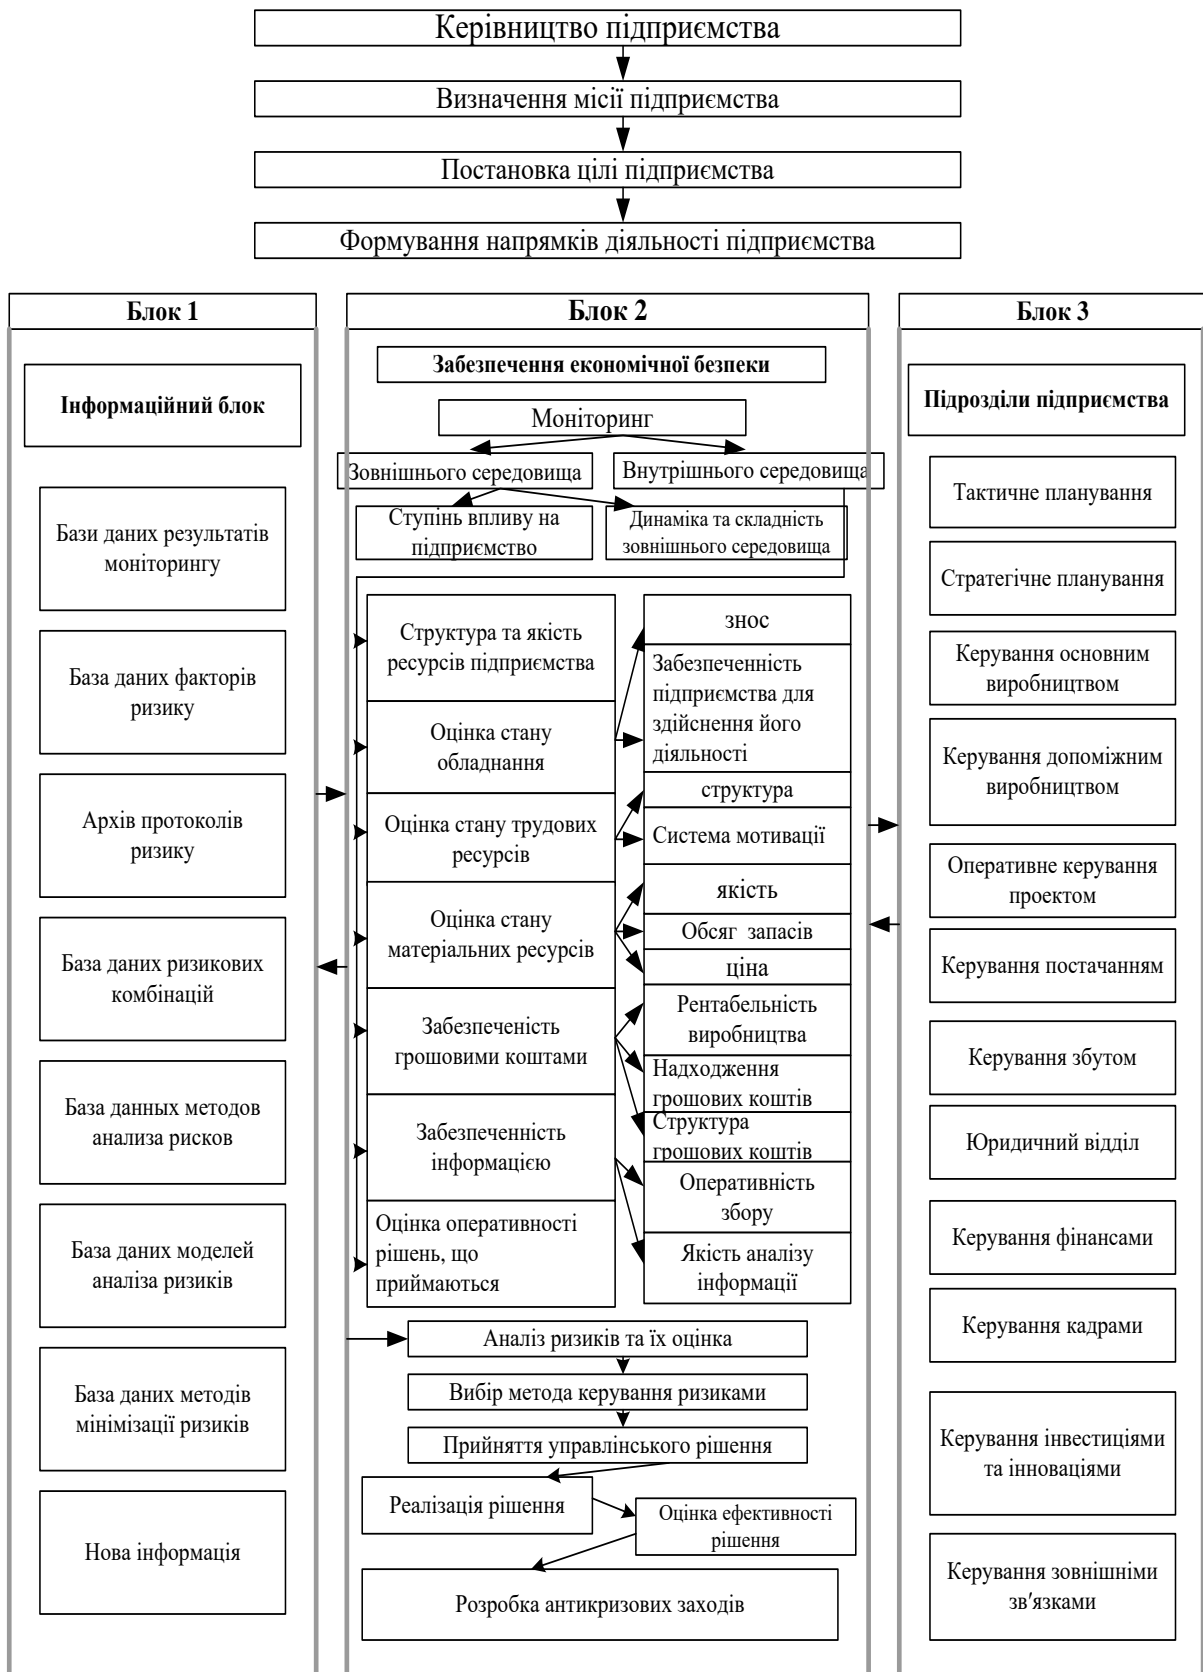 Керівництво підприємства
Визначення місії підприємства
Постановка цілі підприємства
Формування напрямків діяльності підприємства
Блок 1
Інформаційний блок
Бази даних результатів
моніторингу
База даних факторів
ризику
Архів протоколів
ризику
База даних ризикових
комбінацій
База данных методов
анализа рисков
База даних моделей
аналіза ризиків
База даних методів
мінімізації ризиків
Нова інформація
Блок 2
Забезпечення економічної безпеки
Моніторинг
Зовнішнього середовища
Внутрішнього середовища
Ступінь впливу на
підприємство
Динаміка та складність
зовнішнього середовища
Структура та якість
ресурсів підприємства
Оцінка стану
обладнання
знос
Забезпеченність
підприємства для
здійснення його
діяльності
Оцінка стану трудових
ресурсів
структура
Система мотивації
Оцінка стану
матеріальних ресурсів
якість
Обсяг запасів
ціна
Забезпеченість
грошовими коштами
Рентабельність
виробництва
Надходження
грошових коштів
Структура
грошових коштів
Забезпеченність
інформацією
Оперативність
збору
Якість аналізу
інформації
Оцінка оперативності
рішень, що
приймаються
Аналіз ризиків та їх оцінка
Вибір метода керування ризиками
Прийняття управлінського рішення
Реалізація рішення
Оцінка ефективності
рішення
Розробка антикризових заходів
Блок 3
Підрозділи підприємства
Тактичне планування
Стратегічне планування
Керування основним
виробництвом
Керування допоміжним
виробництвом
Оперативне керування
проектом
Керування постачанням
Керування збутом
Юридичний відділ
Керування фінансами
Керування кадрами
Керування інвестиціями
та інноваціями
Керування зовнішніми
зв'язками